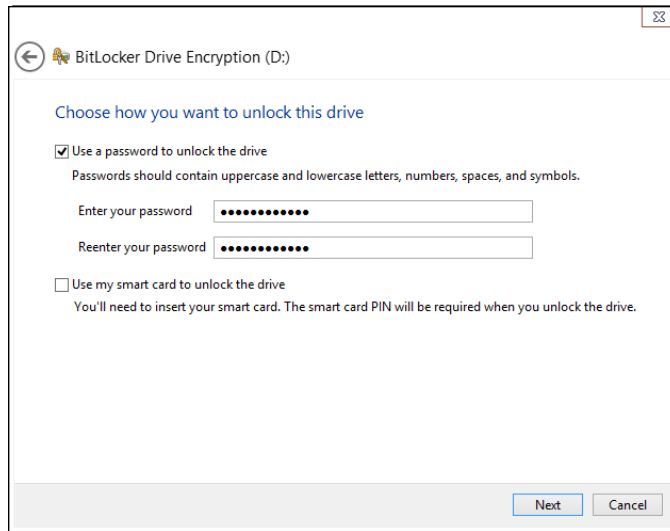 BitLocker Drive Encryption (D:)
Choose how you want to unlock this drive
Use a password to unlock the drive
Passwords should contain uppercase and lowercase letters, numbers, spaces, and symbols.
Enter your password ●●●●●●●●●●●●
Reenter your password ●●●●●●●●●●●●
Use my smart card to unlock the drive
You'll need to insert your smart card. The smart card PIN will be required when you unlock the drive.
Next Cancel